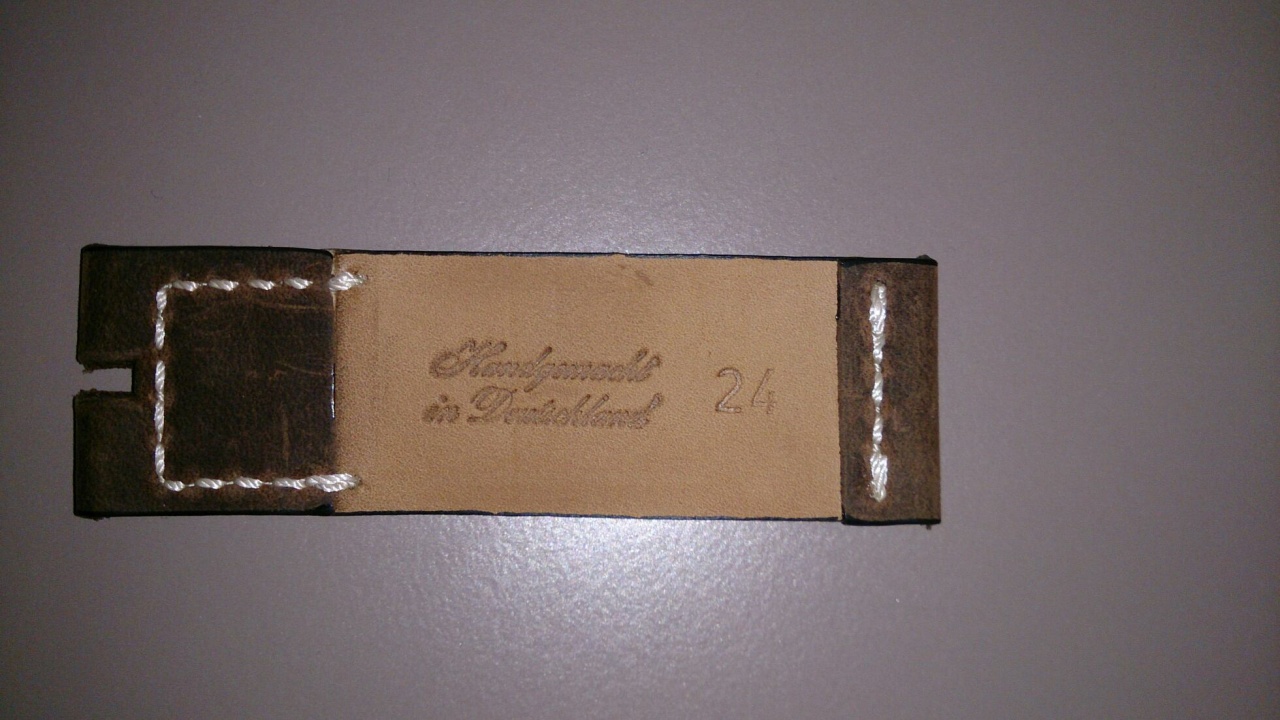 Handgemacht
in Deutschland
24